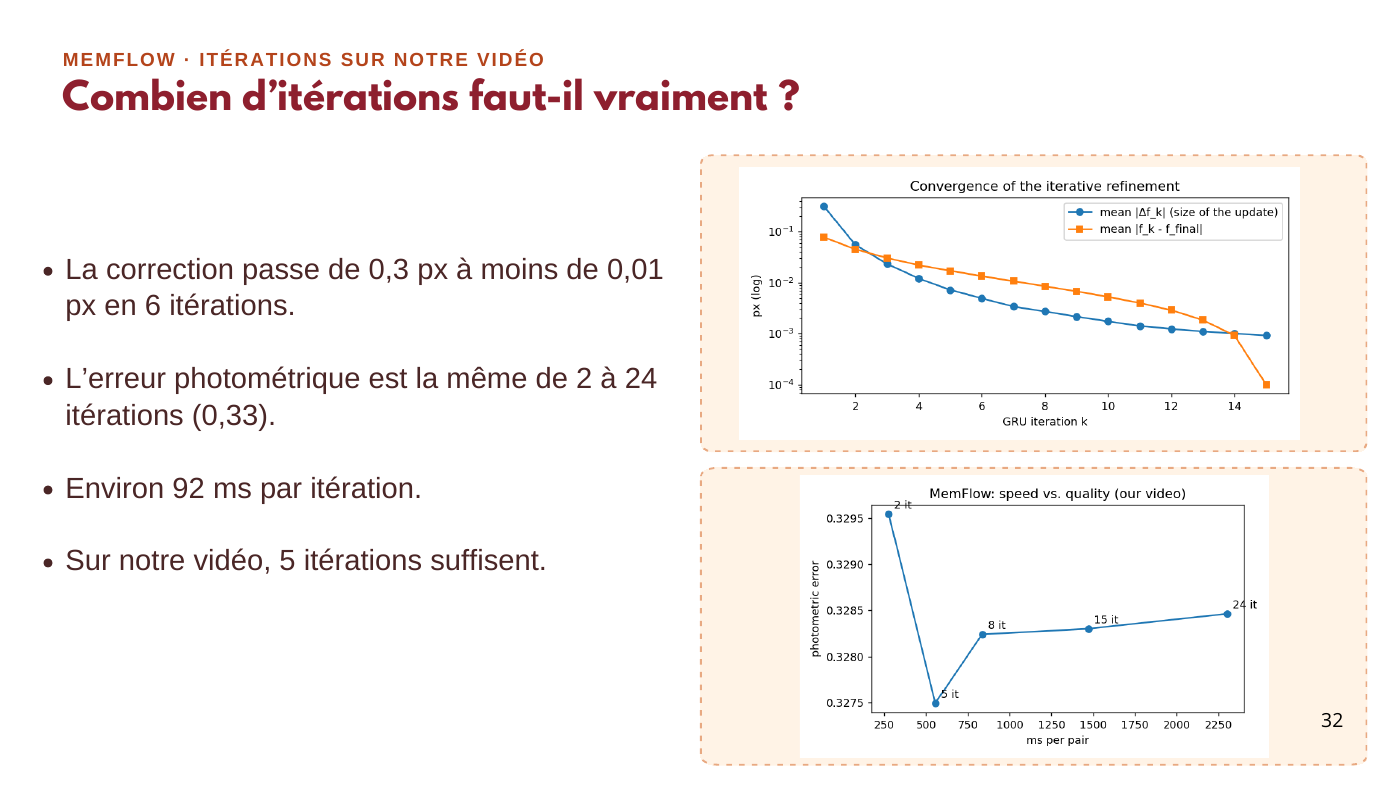 MEMFLOW · ITÉRATIONS SUR NOTRE VIDÉO
Combien d’itérations faut-il vraiment ?
• La correction passe de 0,3 px à moins de 0,01
px en 6 itérations.
• L’erreur photométrique est la même de 2 à 24
itérations (0,33).
• Environ 92 ms par itération.
• Sur notre vidéo, 5 itérations suffisent.
Convergence of the iterative refinement
mean |Δf_k| (size of the update)
mean |f_k - f_final|
px (log)
10⁻¹
10⁻²
10⁻³
10⁻⁴
2 4 6 8 10 12 14
GRU iteration k
MemFlow: speed vs. quality (our video)
photometric error
0.3295
0.3290
0.3285
0.3280
0.3275
2 it
5 it
8 it
15 it
24 it
250 500 750 1000 1250 1500 1750 2000 2250
ms per pair
32